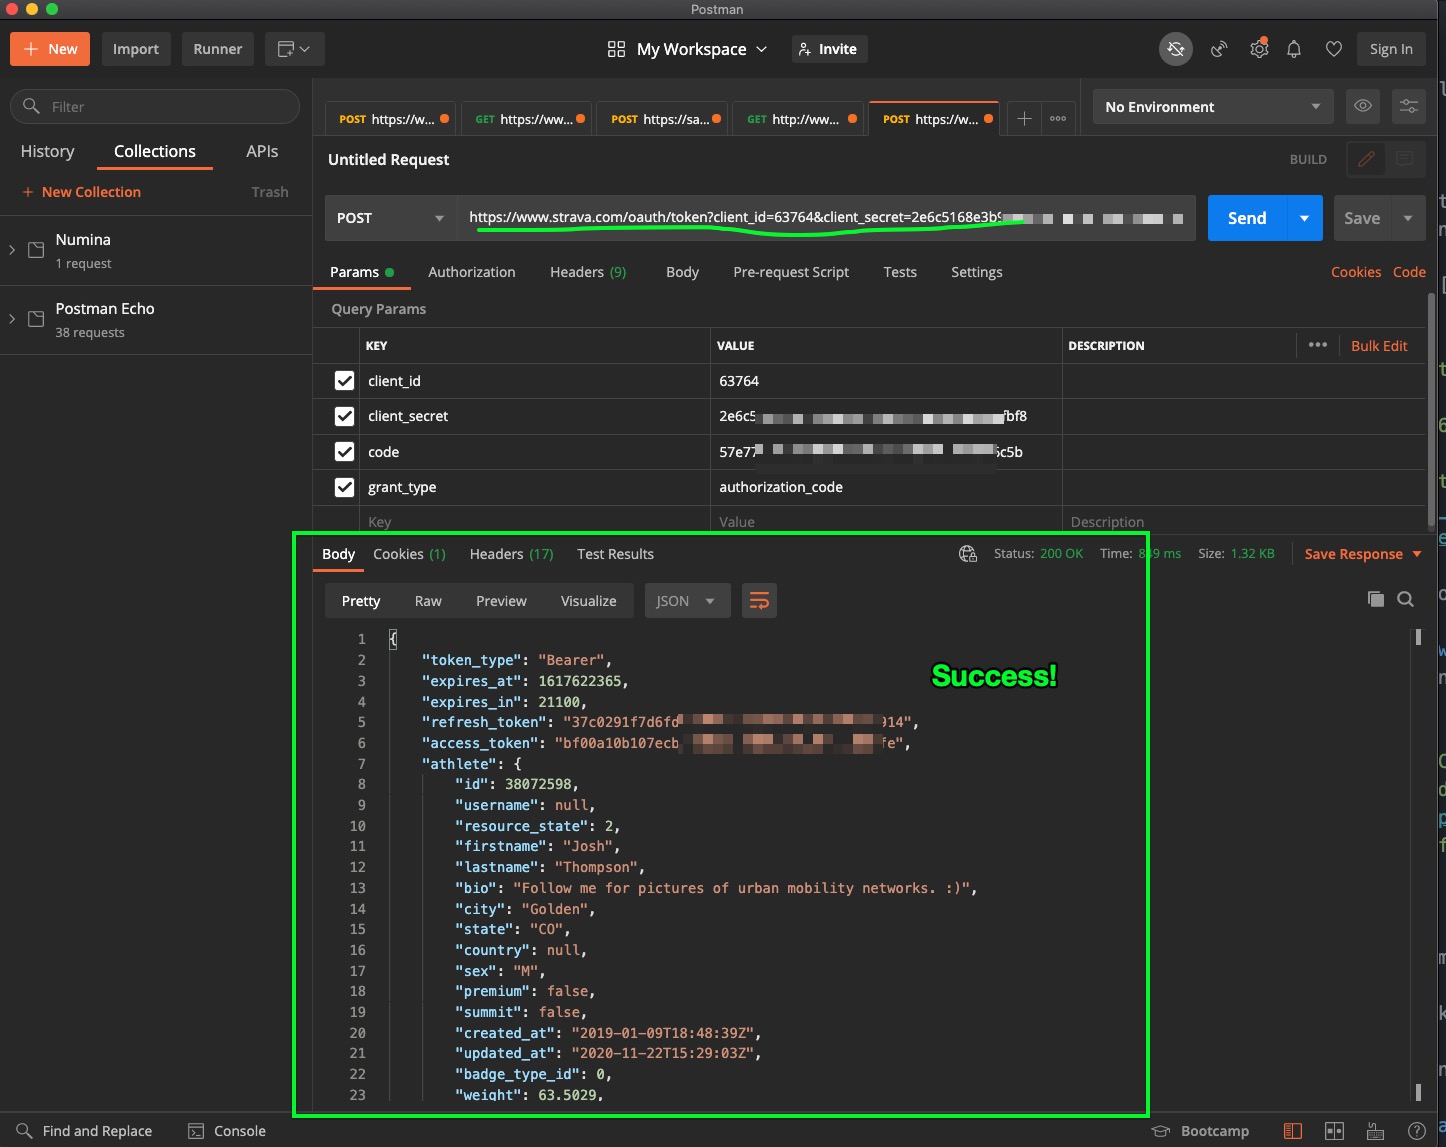 Postman
New
Import
Runner
My Workspace
Invite
Sign In
Filter
POST https://w...
GET https://ww...
POST https://sa...
GET http://ww...
POST https://w...
No Environment
History
Collections
APIs
+ New Collection
Trash
Numina
1 request
Postman Echo
38 requests
Untitled Request
BUILD
POST
https://www.strava.com/oauth/token?client_id=63764&client_secret=2e6c5168e3b
Send
Save
Params
Authorization
Headers (9)
Body
Pre-request Script
Tests
Settings
Cookies
Code
Query Params
KEY VALUE DESCRIPTION
Bulk Edit
client_id 63764
client_secret 2e6c5 fbf8
code 57e77 5c5b
grant_type authorization_code
Key Value Description
Body
Cookies (1)
Headers (17)
Test Results
Status: 200 OK
Time: 849 ms
Size: 1.32 KB
Save Response
Pretty
Raw
Preview
Visualize
JSON
1 {
2 "token_type": "Bearer",
3 "expires_at": 1617622365,
4 "expires_in": 21100,
5 "refresh_token": "37c0291f7d6fd 914",
6 "access_token": "bf00a10b107ecb fe",
7 "athlete": {
8 "id": 38072598,
9 "username": null,
10 "resource_state": 2,
11 "firstname": "Josh",
12 "lastname": "Thompson",
13 "bio": "Follow me for pictures of urban mobility networks. :)",
14 "city": "Golden",
15 "state": "CO",
16 "country": null,
17 "sex": "M",
18 "premium": false,
19 "summit": false,
20 "created_at": "2019-01-09T18:48:39Z",
21 "updated_at": "2020-11-22T15:29:03Z",
22 "badge_type_id": 0,
23 "weight": 63.5029,
Success!
Find and Replace
Console
Bootcamp